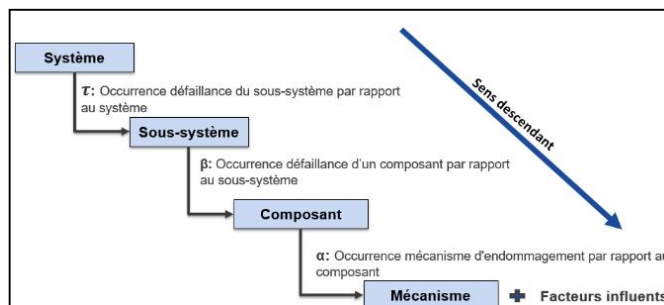 Système
τ: Occurrence défaillance du sous-système par rapport
au système
Sens descendant
Sous-système
β: Occurrence défaillance d'un composant par rapport
au sous-système
Composant
α: Occurrence mécanisme d'endommagement par rapport au
composant
Mécanisme + Facteurs influents